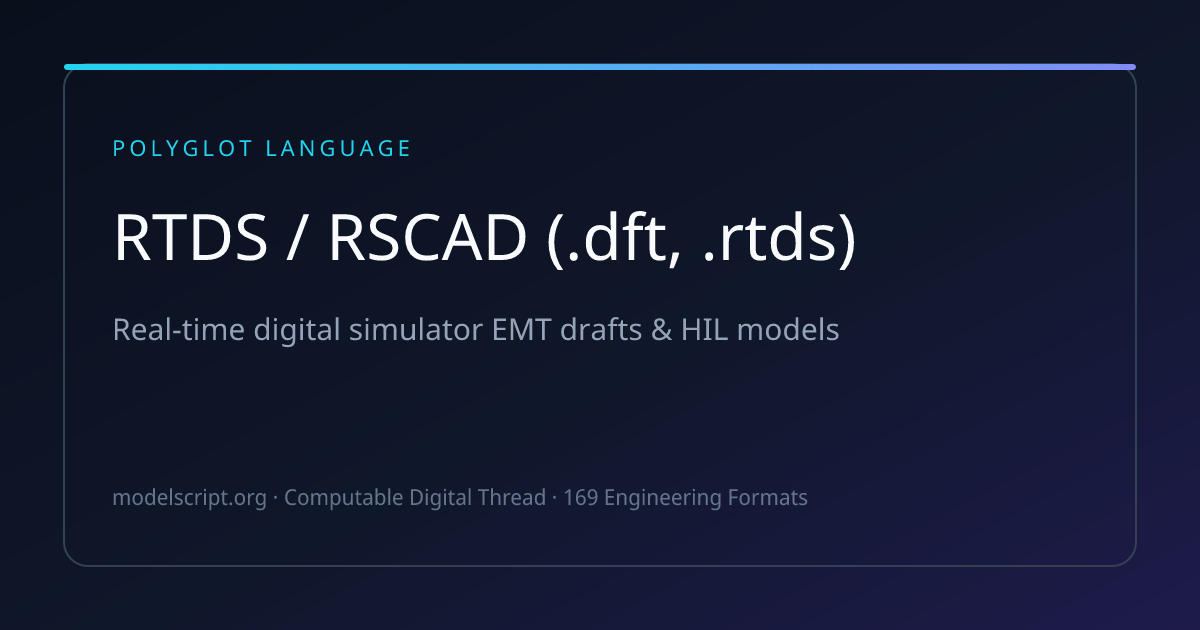 POLYGLOT LANGUAGE
RTDS / RSCAD (.dft, .rtds)
Real-time digital simulator EMT drafts & HIL models
modelscript.org · Computable Digital Thread · 169 Engineering Formats